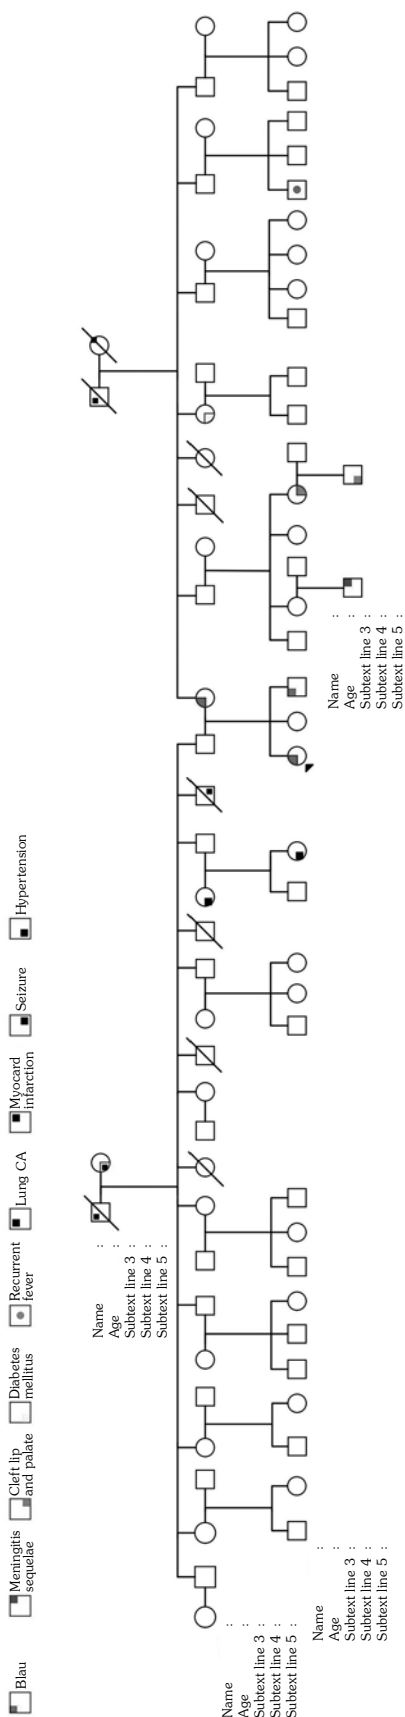 Blau
Meningitis
sequelae
Cleft lip
and palate
Diabetes
mellitus
Recurrent
fever
Lung CA
Myocard
infarction
Seizure
Hypertension
Name :
Age :
Subtext line 3 :
Subtext line 4 :
Subtext line 5 :
Name :
Age :
Subtext line 3 :
Subtext line 4 :
Subtext line 5 :
Name :
Age :
Subtext line 3 :
Subtext line 4 :
Subtext line 5 :
Name :
Age :
Subtext line 3 :
Subtext line 4 :
Subtext line 5 :